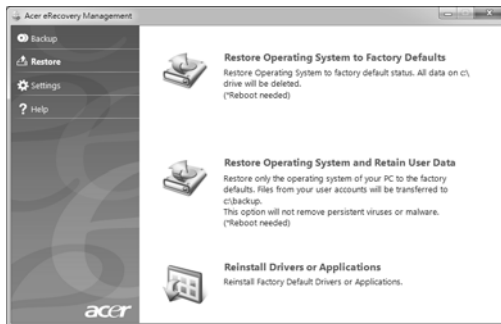 Acer eRecovery Management
Backup
Restore
Settings
Help
Restore Operating System to Factory Defaults
Restore Operating System to factory default status. All data on c:\
drive will be deleted.
(*Reboot needed)
Restore Operating System and Retain User Data
Restore only the operating system of your PC to the factory
defaults. Files from your user accounts will be transferred to
c:\backup.
This option will not remove persistent viruses or malware.
(*Reboot needed)
Reinstall Drivers or Applications
Reinstall Factory Default Drivers or Applications.
acer